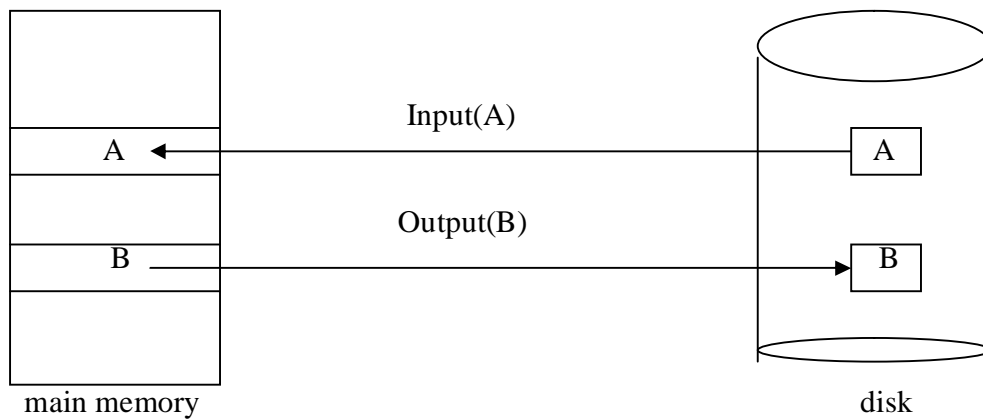 Input(A)
A
A
Output(B)
B
B
main memory
disk